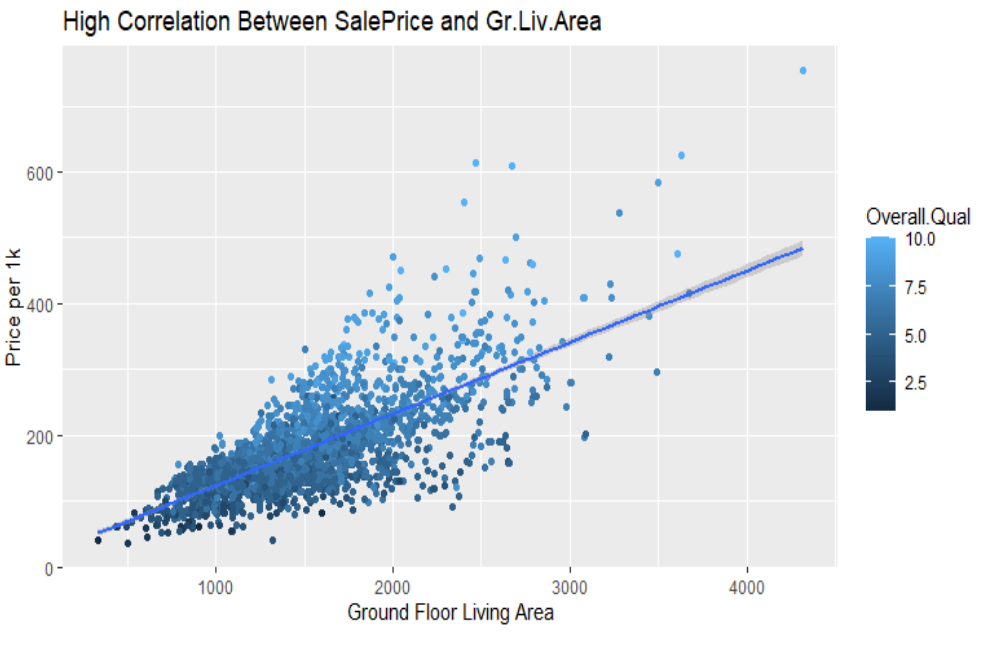 High Correlation Between SalePrice and Gr.Liv.Area
Price per 1k
600
400
200
0
1000 2000 3000 4000
Ground Floor Living Area
Overall.Qual
10.0
7.5
5.0
2.5